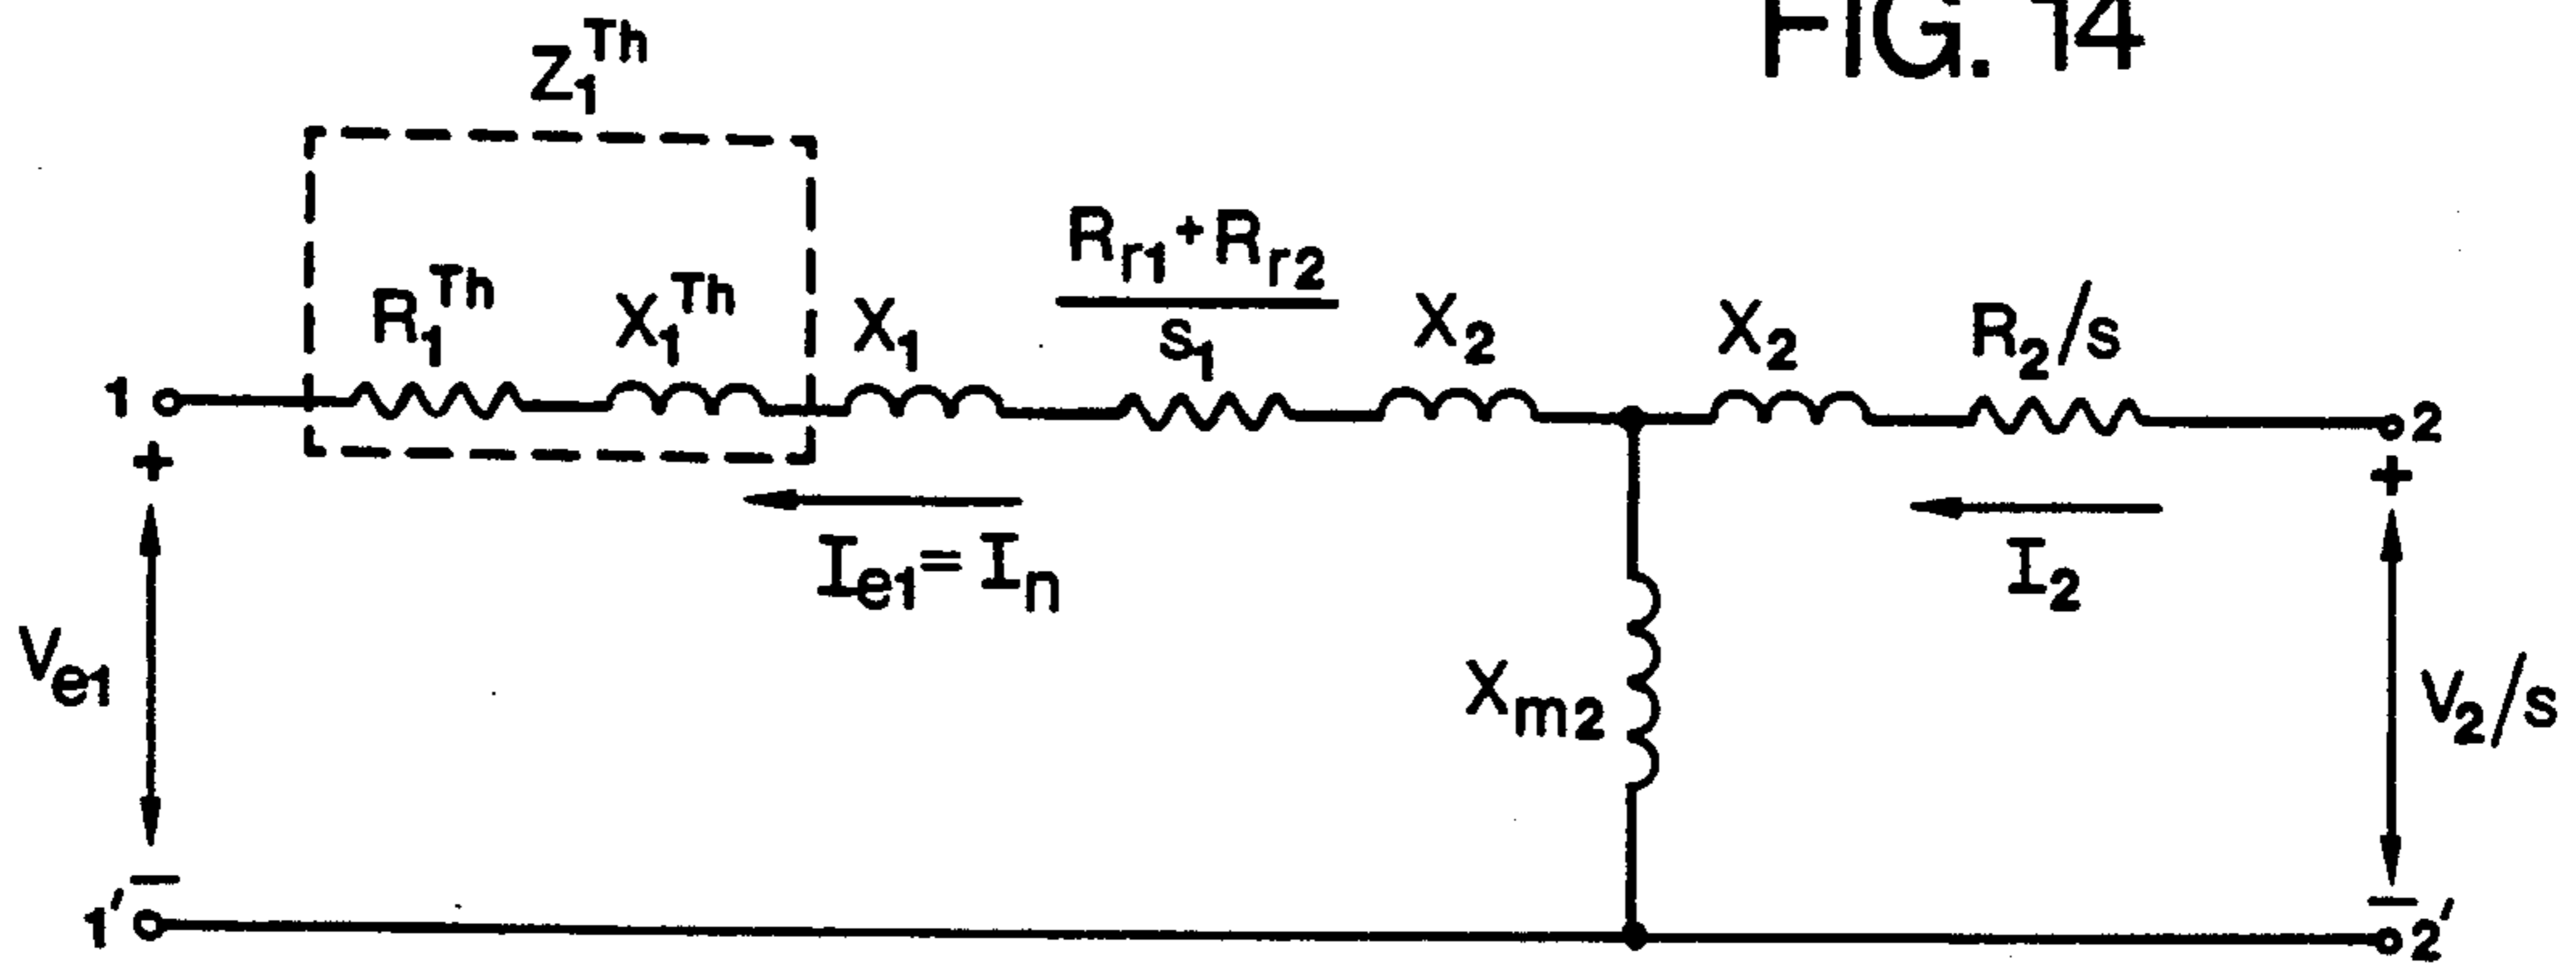 FIG. 14
Z₁ᵀʰ
R₁ᵀʰ
X₁ᵀʰ
X₁
Rr1 + Rr2
s₁
X₂
X₂
R₂/s
1
2
+
+
Ie1 = In
I₂
Ve1
Xm2
V₂/s
−
−
1'
2'